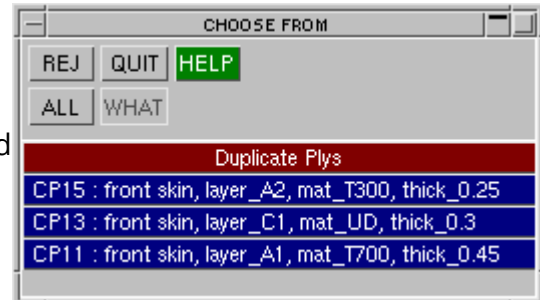 CHOOSE FROM
REJ QUIT HELP
ALL WHAT
d
Duplicate Plys
CP15 : front skin, layer_A2, mat_T300, thick_0.25
CP13 : front skin, layer_C1, mat_UD, thick_0.3
CP11 : front skin, layer_A1, mat_T700, thick_0.45